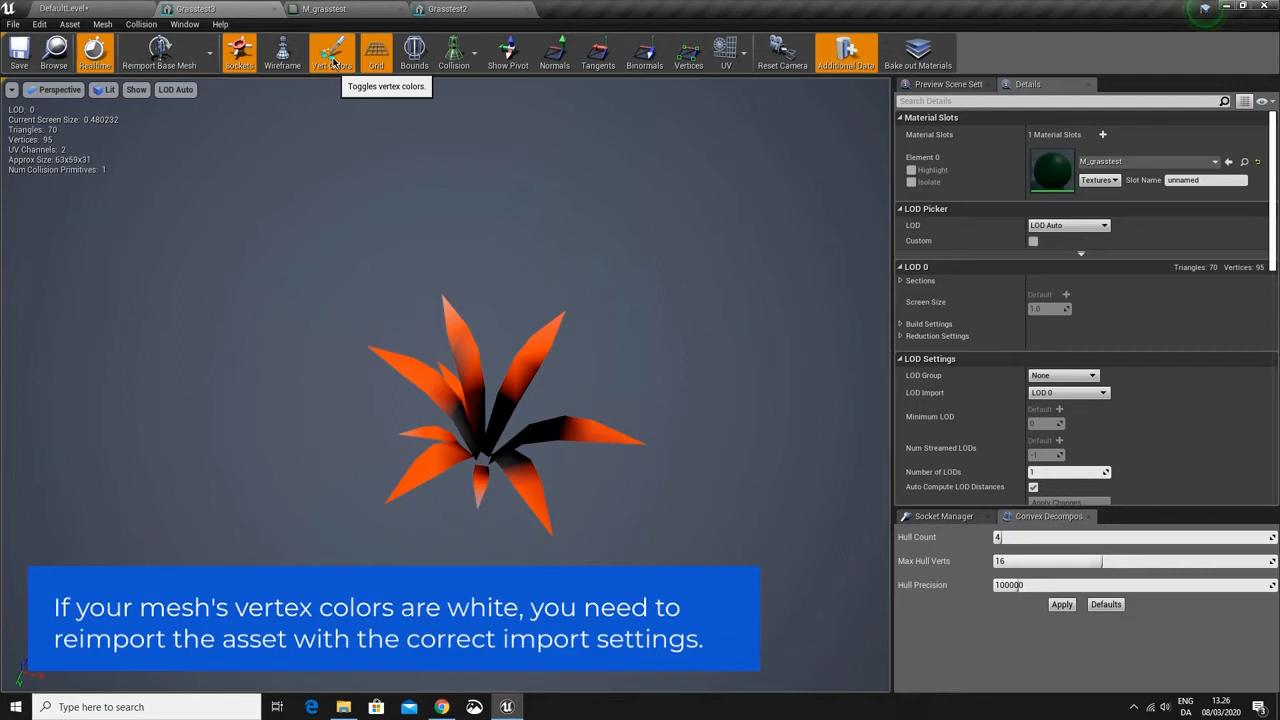 DefaultLevel*
Grasstest3
M_grasstest
Grasstest2
File Edit Asset Mesh Collision Window Help
Save Browse Realtime Reimport Base Mesh Sockets Wireframe Vert Colors Grid Bounds Collision Show Pivot Normals Tangents Binormals Vertices UV Reset Camera Additional Data Bake out Materials
Toggles vertex colors.
Perspective Lit Show LOD Auto
LOD: 0
Current Screen Size: 0.480232
Triangles: 70
Vertices: 95
UV Channels: 2
Approx Size: 63x59x31
Num Collision Primitives: 1
If your mesh's vertex colors are white, you need to
reimport the asset with the correct import settings.
Preview Scene Sett Details
Search Details
Material Slots
Material Slots 1 Material Slots
Element 0
Highlight
Isolate
M_grasstest
Textures Slot Name unnamed
LOD Picker
LOD LOD Auto
Custom
LOD 0 Triangles: 70 Vertices: 95
Sections
Screen Size Default 1.0
Build Settings
Reduction Settings
LOD Settings
LOD Group None
LOD Import LOD 0
Minimum LOD Default 0
Num Streamed LODs Default -1
Number of LODs 1
Auto Compute LOD Distances
Apply Changes
Socket Manager Convex Decompos
Hull Count 4
Max Hull Verts 16
Hull Precision 100000
Apply Defaults
Type here to search
ENG 13.26
DA 08/03/2020
3